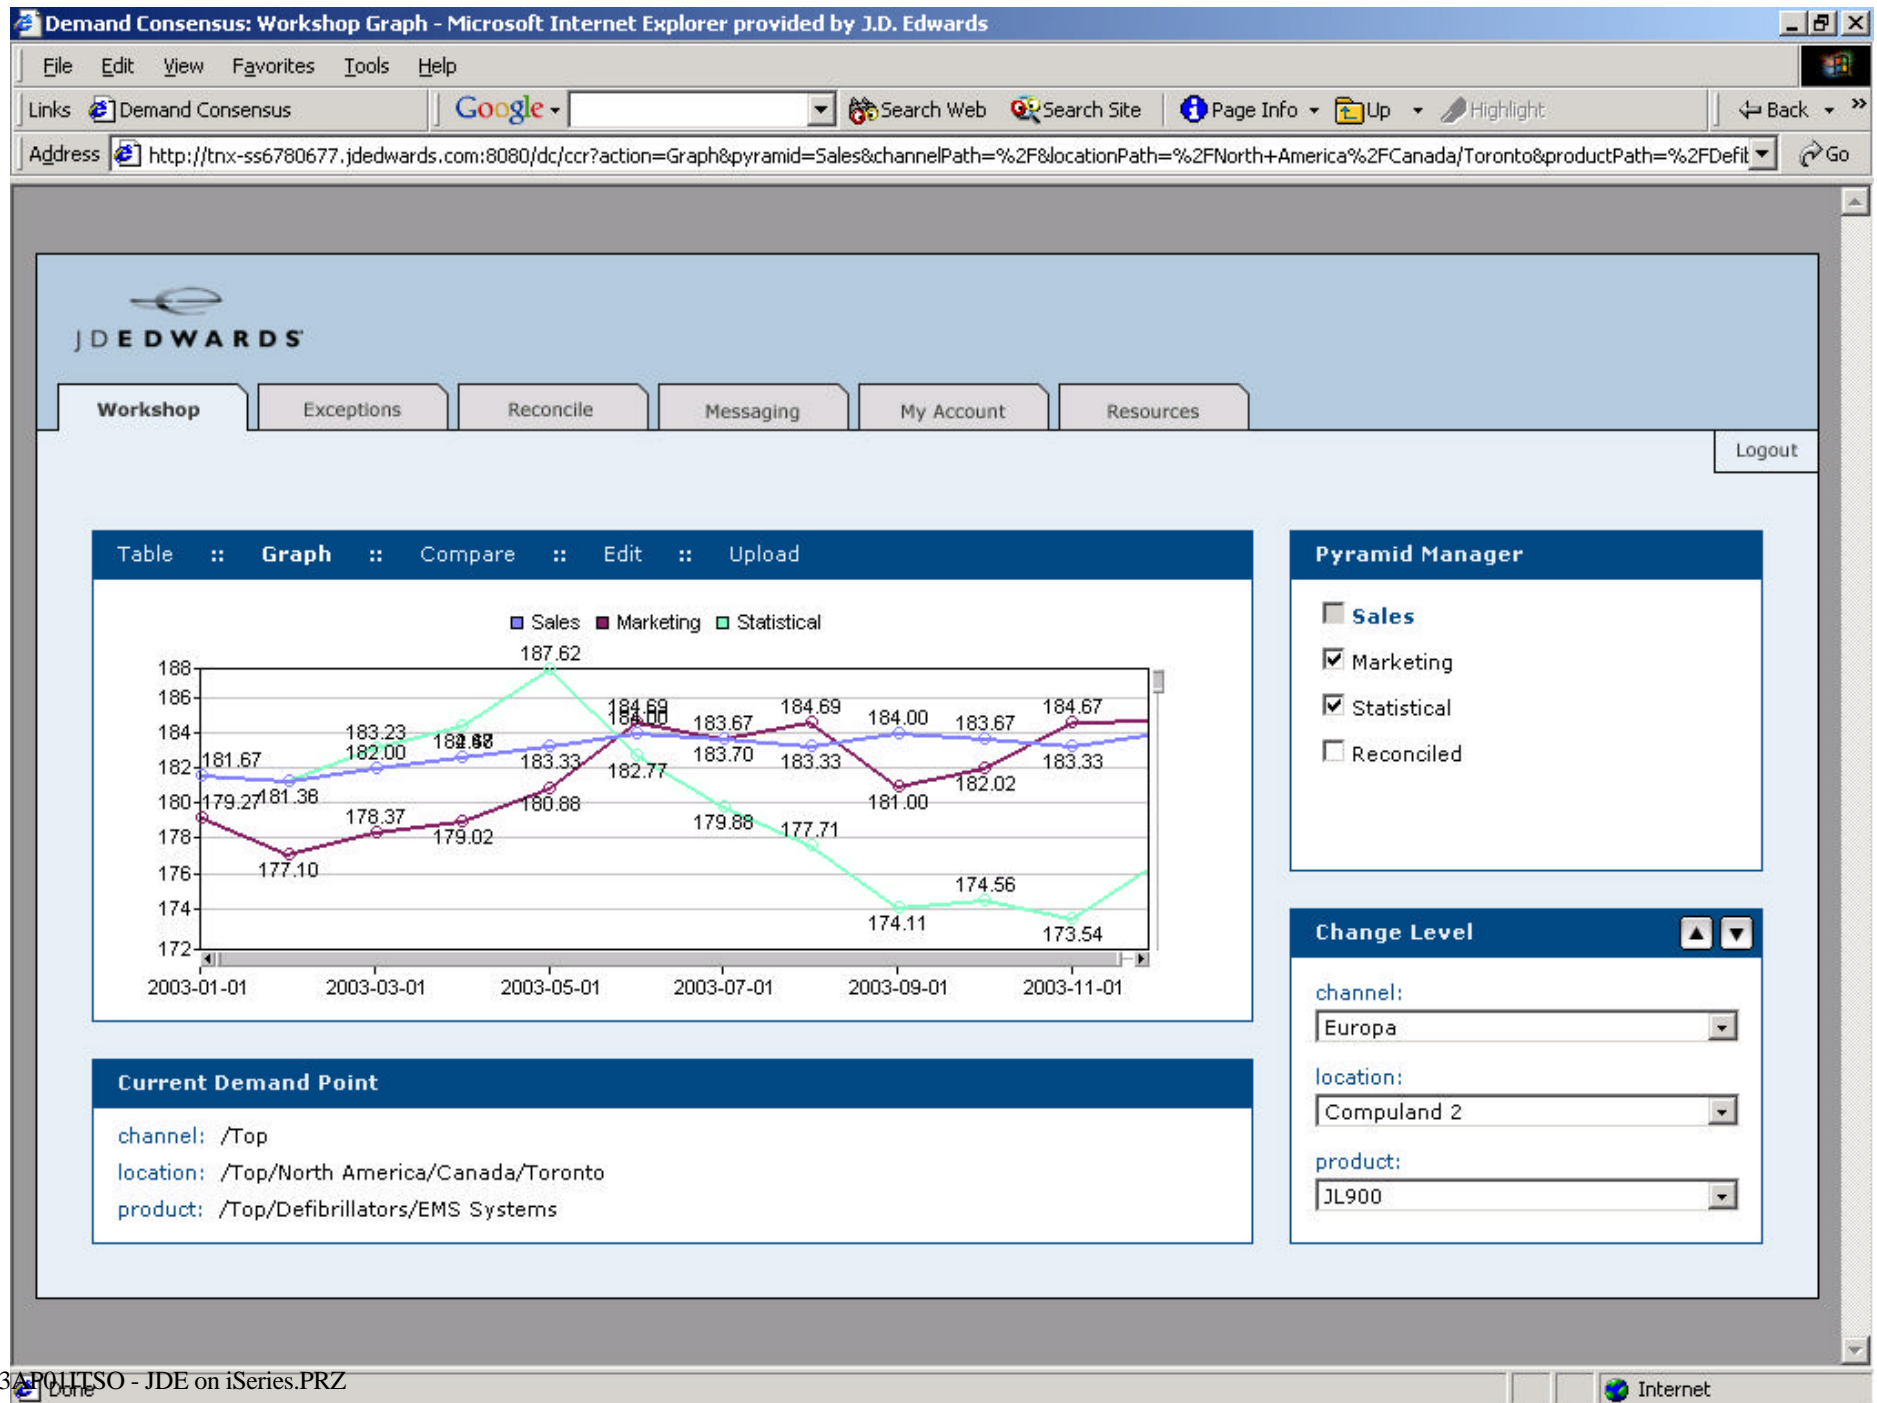 Demand Consensus: Workshop Graph - Microsoft Internet Explorer provided by J.D. Edwards
File Edit View Favorites Tools Help
Links Demand Consensus Google Search Web Search Site Page Info Up Highlight Back »
Address http://tnx-ss6780677.jdedwards.com:8080/dc/ccr?action=Graph&pyramid=Sales&channelPath=%2F&locationPath=%2FNorth+America%2FCanada/Toronto&productPath=%2FDefit Go
JDEDWARDS
Workshop Exceptions Reconcile Messaging My Account Resources
Logout
Table :: Graph :: Compare :: Edit :: Upload
Sales Marketing Statistical
187.62
188
186
184.69 184.69 184.67
184 183.23 184.00 183.67 184.00 183.67
182.00
182 181.67 183.33 182.77 183.70 183.33 183.33
182.02
180 179.27 181.38 180.88 181.00
178.37 179.88 177.71
178 179.02
176 177.10
174.56
174 174.11 173.54
172
2003-01-01 2003-03-01 2003-05-01 2003-07-01 2003-09-01 2003-11-01
Pyramid Manager
Sales
Marketing
Statistical
Reconciled
Change Level
channel:
Europa
location:
Compuland 2
product:
JL900
Current Demand Point
channel: /Top
location: /Top/North America/Canada/Toronto
product: /Top/Defibrillators/EMS Systems
3AP01ITSO - JDE on iSeries.PRZ
Done Internet